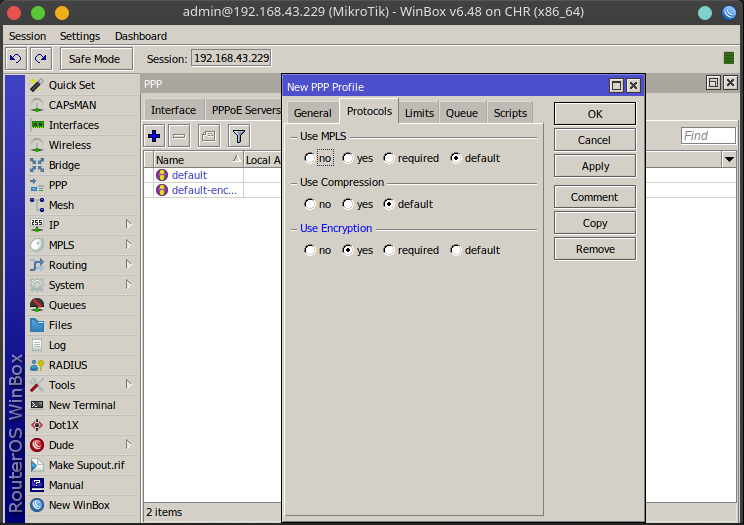 admin@192.168.43.229 (MikroTik) - WinBox v6.48 on CHR (x86_64)
Session Settings Dashboard
Safe Mode Session: 192.168.43.229
RouterOS WinBox
Quick Set
CAPsMAN
Interfaces
Wireless
Bridge
PPP
Mesh
IP
MPLS
Routing
System
Queues
Files
Log
RADIUS
Tools
New Terminal
Dot1X
Dude
Make Supout.rif
Manual
New WinBox
PPP
Interface PPPoE Servers
Find
Name Local A
default
default-enc...
2 items
New PPP Profile
General Protocols Limits Queue Scripts
Use MPLS
no yes required default
Use Compression
no yes default
Use Encryption
no yes required default
OK
Cancel
Apply
Comment
Copy
Remove